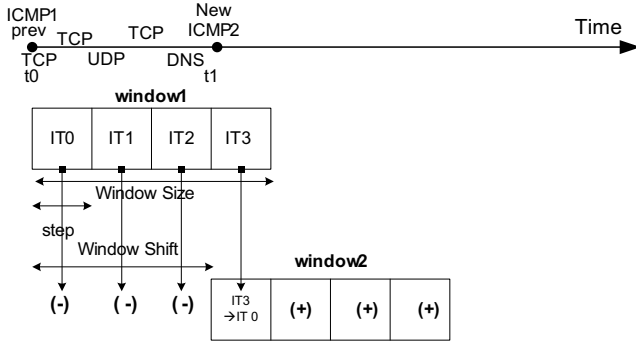 ICMP1
prev
New
ICMP2
TCP
TCP
Time
TCP
UDP
DNS
t0
t1
window1
IT0
IT1
IT2
IT3
Window Size
step
Window Shift
window2
(-)
(-)
(-)
IT3
→IT 0
(+)
(+)
(+)